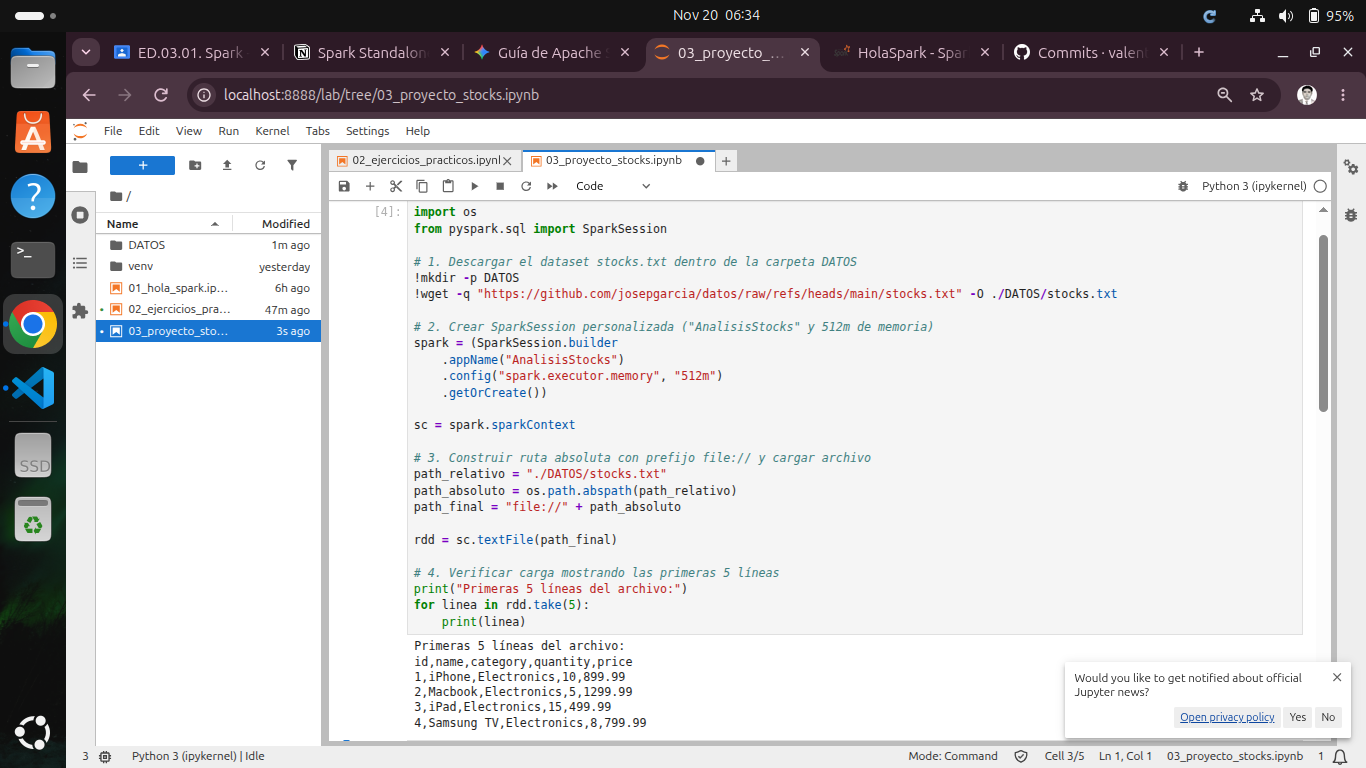 Nov 20 06:34
95%
ED.03.01. Spark
Spark Standalon
Guía de Apache S
03_proyecto_...
HolaSpark - Spar
Commits · valen
localhost:8888/lab/tree/03_proyecto_stocks.ipynb
File Edit View Run Kernel Tabs Settings Help
/
Name Modified
DATOS 1m ago
venv yesterday
01_hola_spark.ip... 6h ago
02_ejercicios_pra... 47m ago
03_proyecto_sto... 3s ago
SSD
02_ejercicios_practicos.ipynl
03_proyecto_stocks.ipynb
Code
Python 3 (ipykernel)
[4]:
import os
from pyspark.sql import SparkSession
# 1. Descargar el dataset stocks.txt dentro de la carpeta DATOS
!mkdir -p DATOS
!wget -q "https://github.com/josepgarcia/datos/raw/refs/heads/main/stocks.txt" -O ./DATOS/stocks.txt
# 2. Crear SparkSession personalizada ("AnalisisStocks" y 512m de memoria)
spark = (SparkSession.builder
.appName("AnalisisStocks")
.config("spark.executor.memory", "512m")
.getOrCreate())
sc = spark.sparkContext
# 3. Construir ruta absoluta con prefijo file:// y cargar archivo
path_relativo = "./DATOS/stocks.txt"
path_absoluto = os.path.abspath(path_relativo)
path_final = "file://" + path_absoluto
rdd = sc.textFile(path_final)
# 4. Verificar carga mostrando las primeras 5 líneas
print("Primeras 5 líneas del archivo:")
for linea in rdd.take(5):
print(linea)
Primeras 5 líneas del archivo:
id,name,category,quantity,price
1,iPhone,Electronics,10,899.99
2,Macbook,Electronics,5,1299.99
3,iPad,Electronics,15,499.99
4,Samsung TV,Electronics,8,799.99
Would you like to get notified about official
Jupyter news?
Open privacy policy Yes No
3 Python 3 (ipykernel) | Idle
Mode: Command Cell 3/5 Ln 1, Col 1 03_proyecto_stocks.ipynb 1